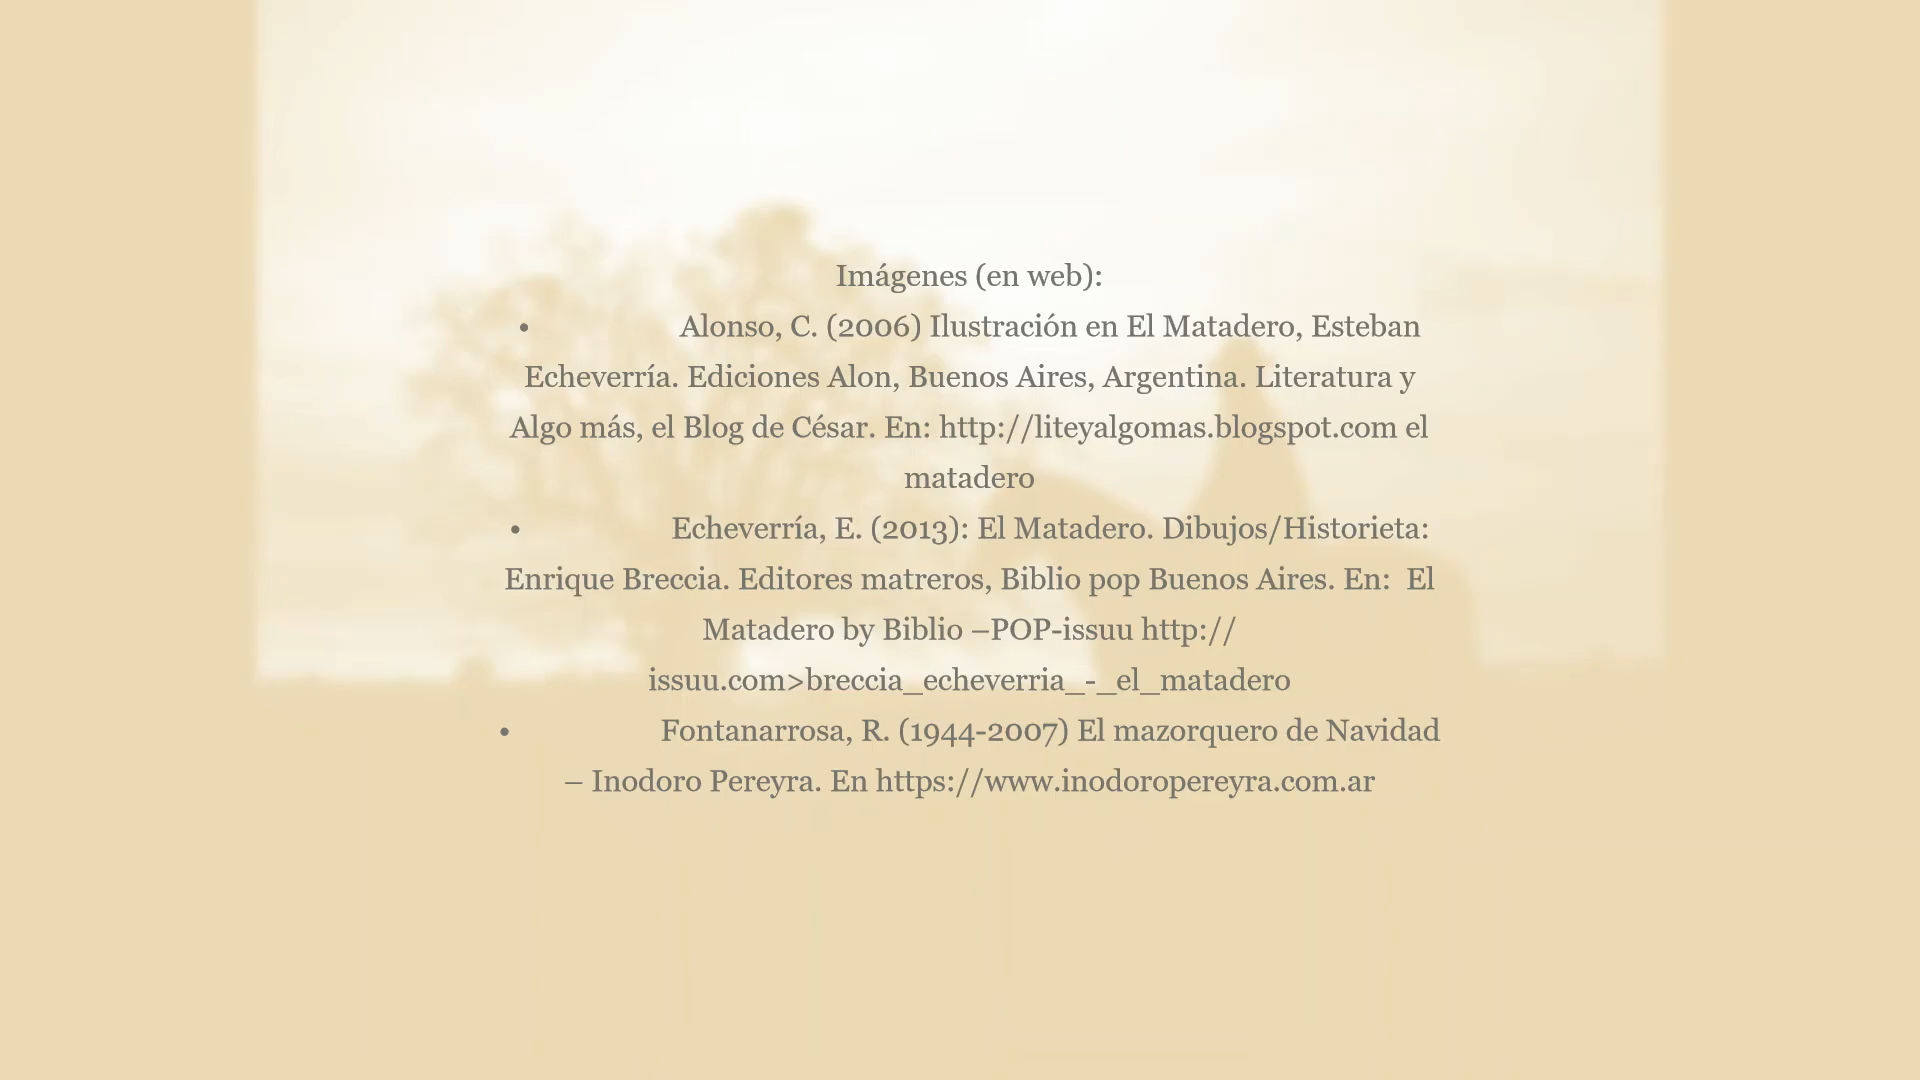 Imágenes (en web):
• Alonso, C. (2006) Ilustración en El Matadero, Esteban
Echeverría. Ediciones Alon, Buenos Aires, Argentina. Literatura y
Algo más, el Blog de César. En: http://liteyalgomas.blogspot.com el
matadero
• Echeverría, E. (2013): El Matadero. Dibujos/Historieta:
Enrique Breccia. Editores matreros, Biblio pop Buenos Aires. En:  El
Matadero by Biblio –POP-issuu http://
issuu.com>breccia_echeverria_-_el_matadero
• Fontanarrosa, R. (1944-2007) El mazorquero de Navidad
– Inodoro Pereyra. En https://www.inodoropereyra.com.ar